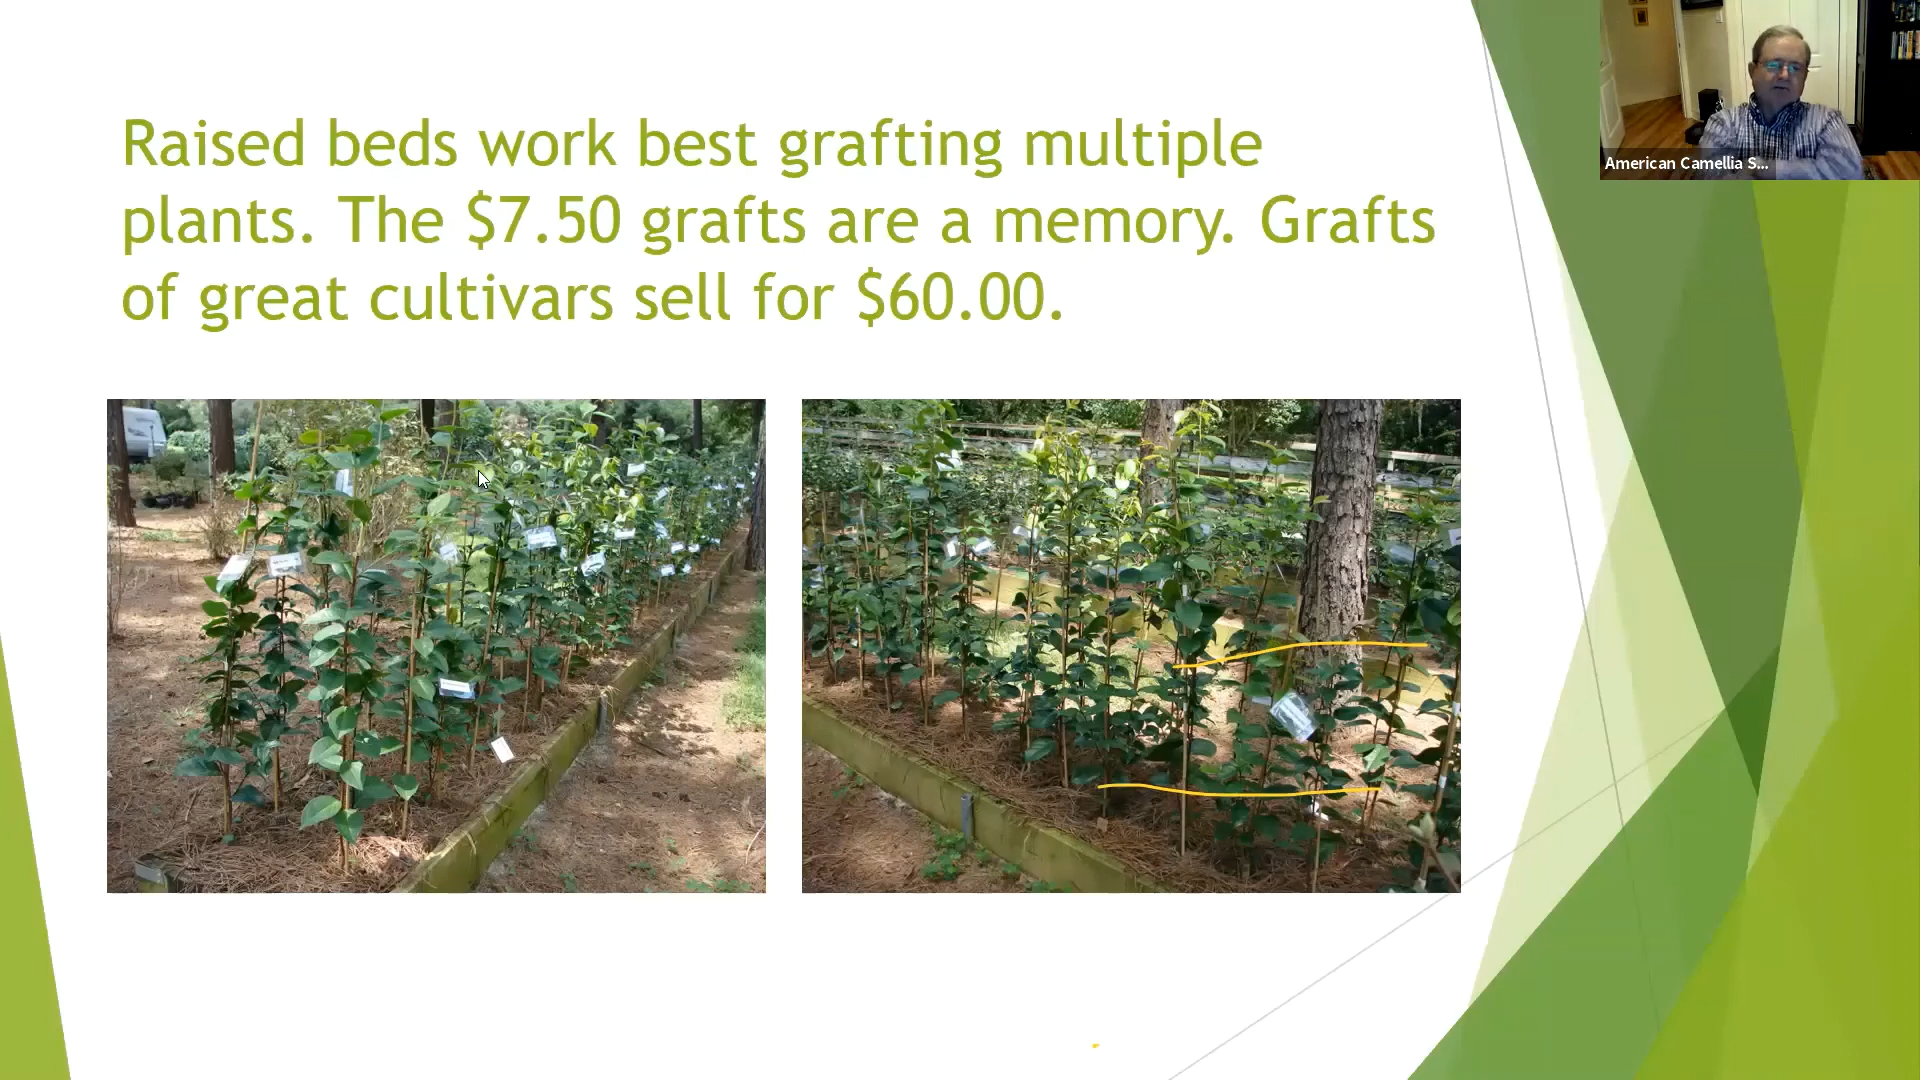 Raised beds work best grafting multiple
plants. The $7.50 grafts are a memory. Grafts
of great cultivars sell for $60.00.
American Camellia S...